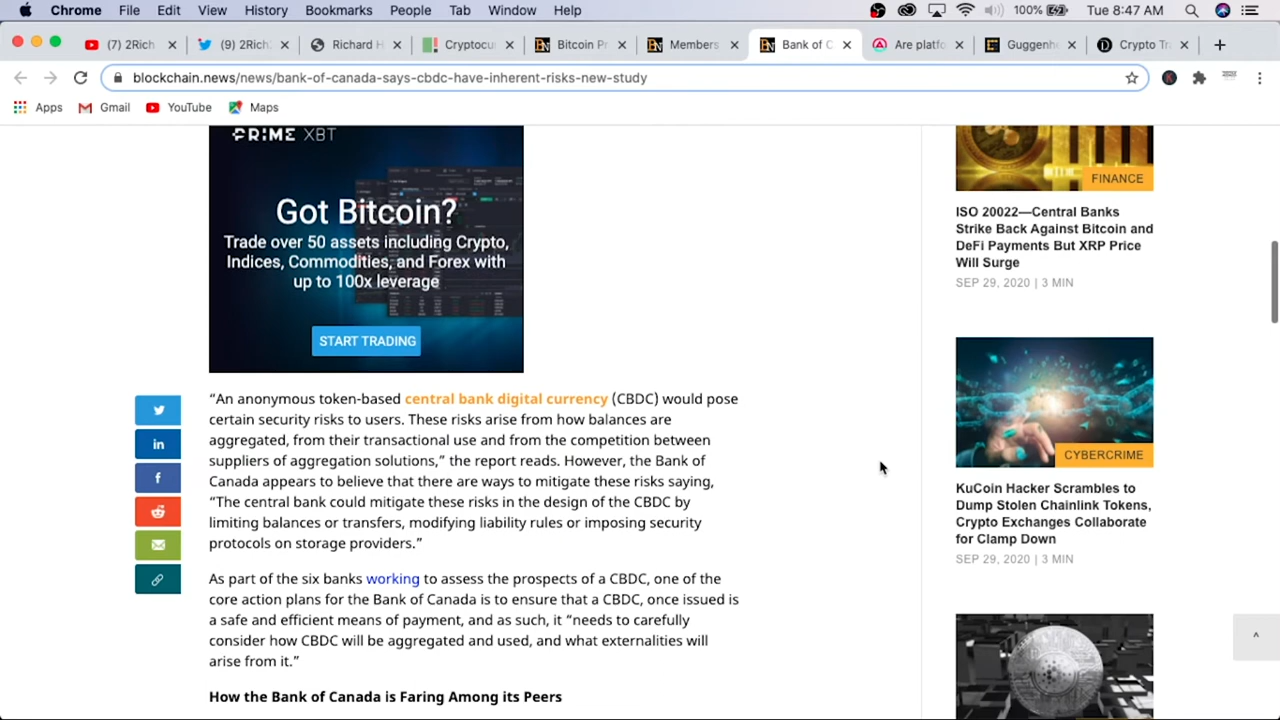 Chrome File Edit View History Bookmarks People Tab Window Help 100% Tue 8:47 AM
(7) 2Rich (9) 2Rich2 Richard H Cryptocu Bitcoin Pr Members Bank of C Are platfo Guggenhe Crypto Tr
blockchain.news/news/bank-of-canada-says-cbdc-have-inherent-risks-new-study
Apps Gmail YouTube Maps
PRIME XBT
Got Bitcoin?
Trade over 50 assets including Crypto,
Indices, Commodities, and Forex with
up to 100x leverage
START TRADING
“An anonymous token-based central bank digital currency (CBDC) would pose
certain security risks to users. These risks arise from how balances are
aggregated, from their transactional use and from the competition between
suppliers of aggregation solutions,” the report reads. However, the Bank of
Canada appears to believe that there are ways to mitigate these risks saying,
“The central bank could mitigate these risks in the design of the CBDC by
limiting balances or transfers, modifying liability rules or imposing security
protocols on storage providers.”
As part of the six banks working to assess the prospects of a CBDC, one of the
core action plans for the Bank of Canada is to ensure that a CBDC, once issued is
a safe and efficient means of payment, and as such, it “needs to carefully
consider how CBDC will be aggregated and used, and what externalities will
arise from it.”
How the Bank of Canada is Faring Among its Peers
FINANCE
ISO 20022—Central Banks
Strike Back Against Bitcoin and
DeFi Payments But XRP Price
Will Surge
SEP 29, 2020 | 3 MIN
CYBERCRIME
KuCoin Hacker Scrambles to
Dump Stolen Chainlink Tokens,
Crypto Exchanges Collaborate
for Clamp Down
SEP 29, 2020 | 3 MIN